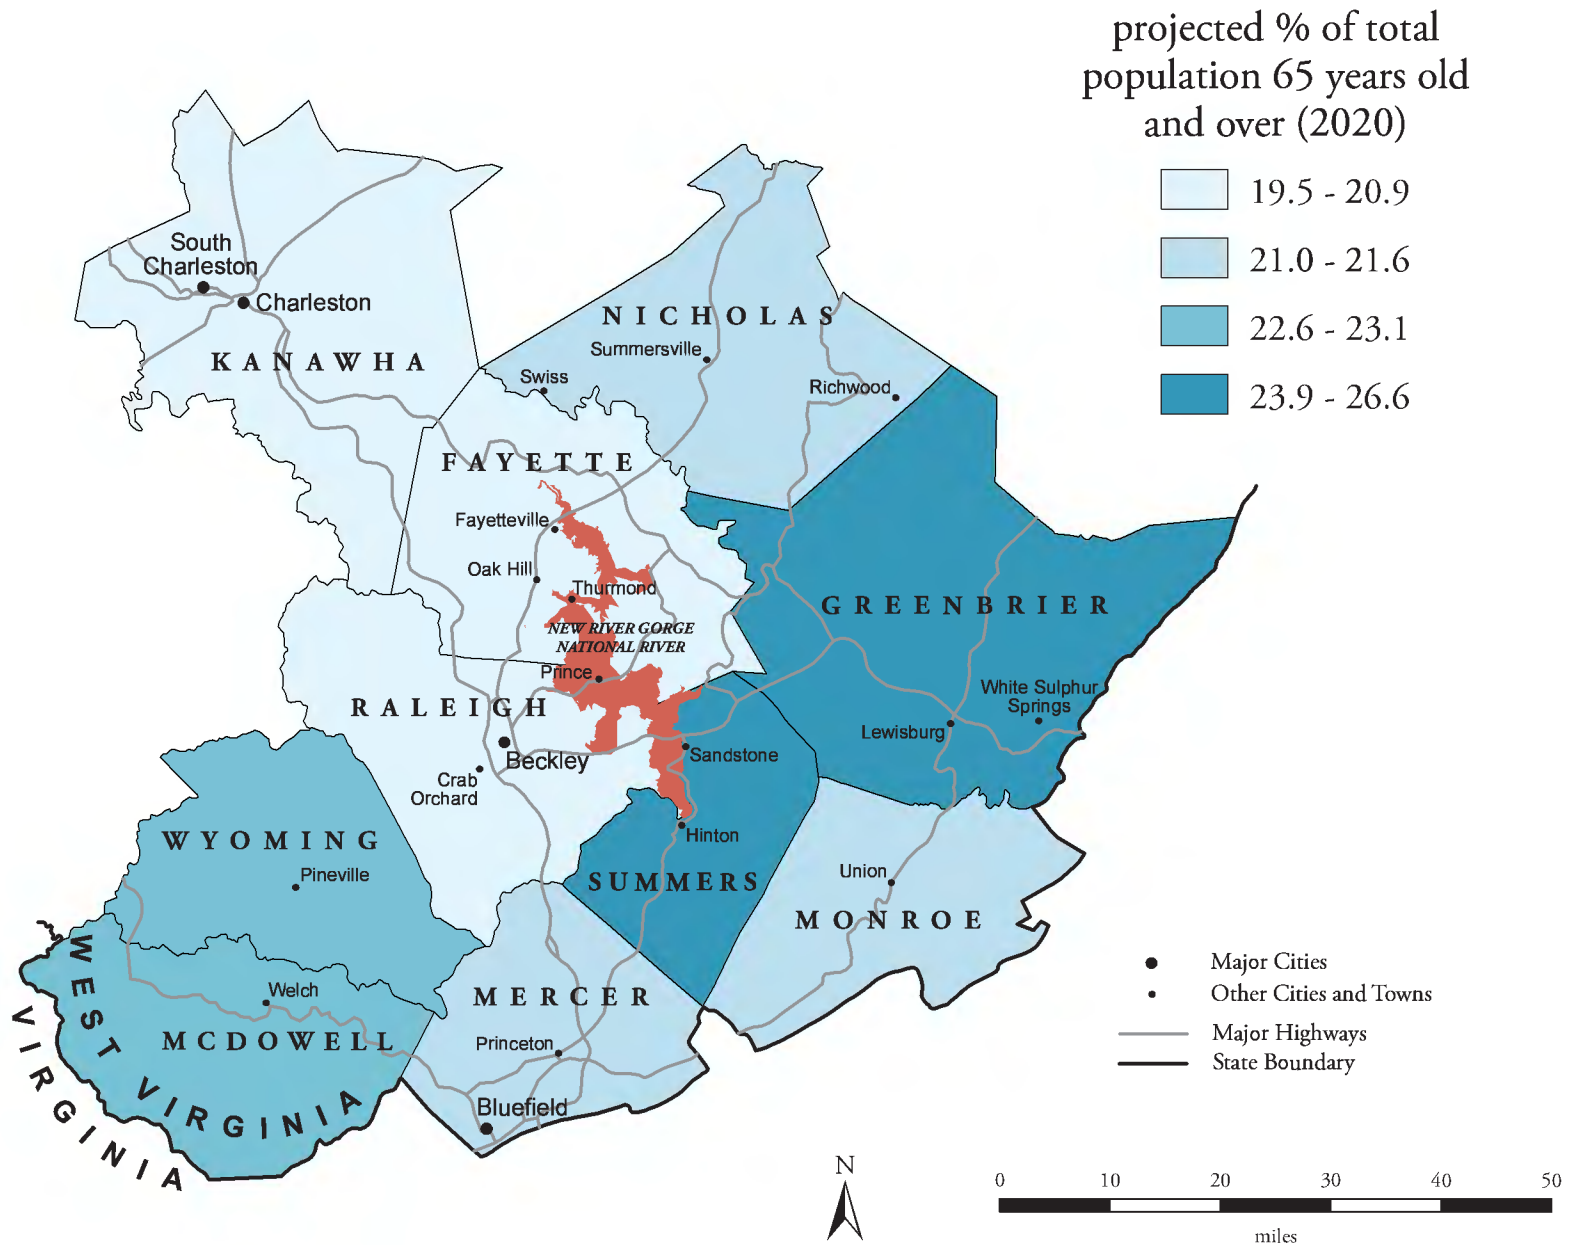 projected % of total
population 65 years old
and over (2020)
19.5 - 20.9
21.0 - 21.6
22.6 - 23.1
23.9 - 26.6
South
Charleston
Charleston
KANAWHA
NICHOLAS
Summersville
Swiss
Richwood
FAYETTE
Fayetteville
Oak Hill
Thurmond
NEW RIVER GORGE
NATIONAL RIVER
Prince
GREENBRIER
White Sulphur
Springs
Lewisburg
RALEIGH
Beckley
Crab
Orchard
Sandstone
Hinton
SUMMERS
WYOMING
Pineville
Union
MONROE
WEST VIRGINIA
VIRGINIA
Welch
MCDOWELL
MERCER
Princeton
Bluefield
Major Cities
Other Cities and Towns
Major Highways
State Boundary
N
0 10 20 30 40 50
miles